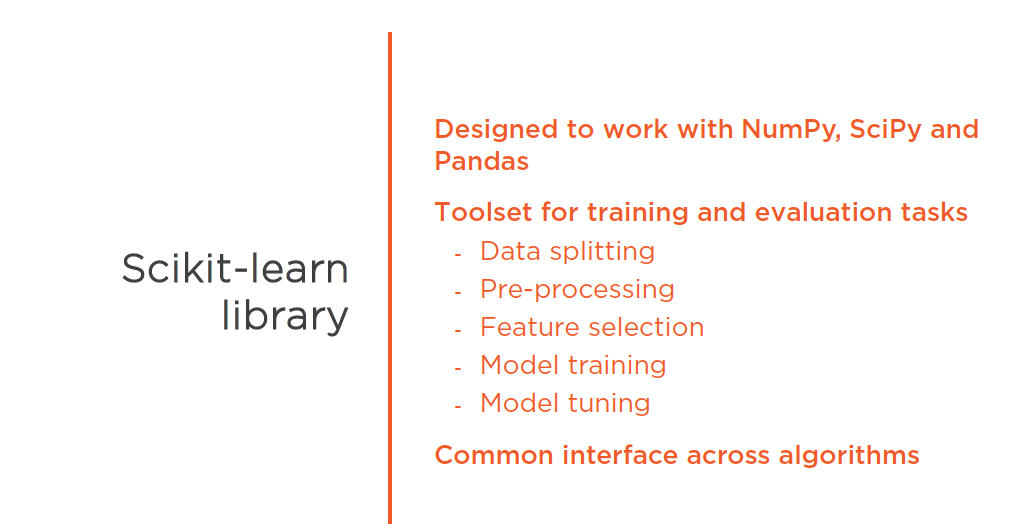 Scikit-learn
library
Designed to work with NumPy, SciPy and
Pandas
Toolset for training and evaluation tasks
- Data splitting
- Pre-processing
- Feature selection
- Model training
- Model tuning
Common interface across algorithms